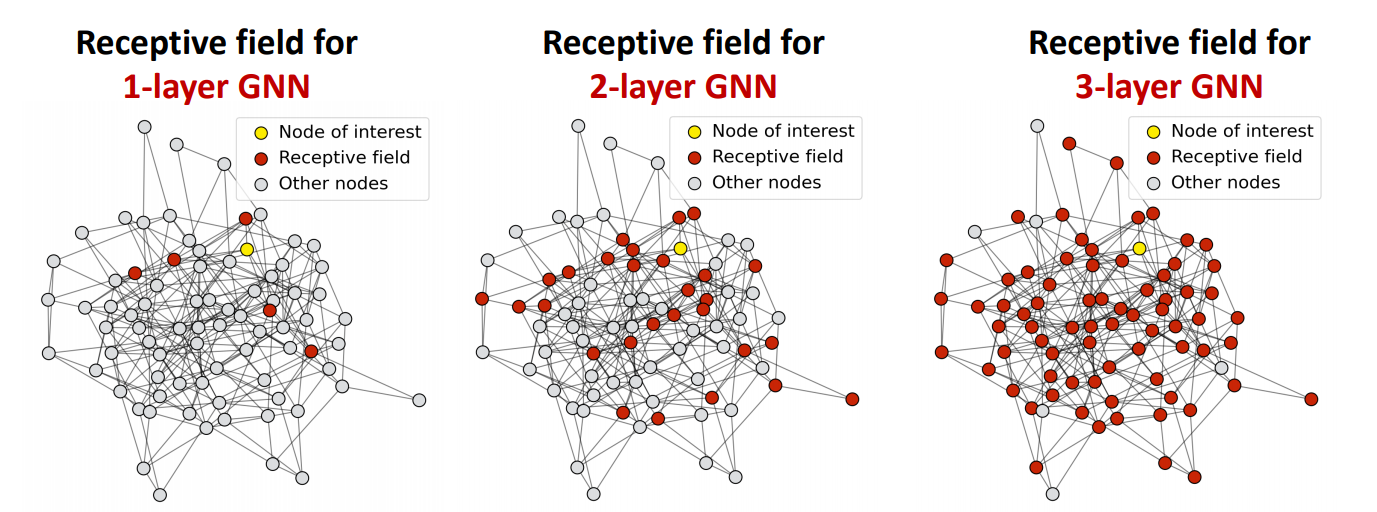 Receptive field for
1-layer GNN
Node of interest
Receptive field
Other nodes
Receptive field for
2-layer GNN
Node of interest
Receptive field
Other nodes
Receptive field for
3-layer GNN
Node of interest
Receptive field
Other nodes